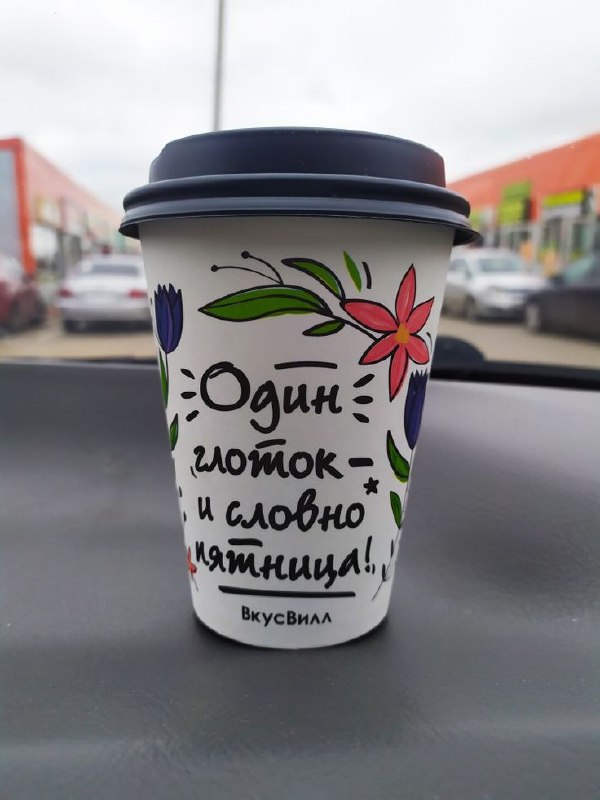 Один
глоток –
и словно
пятница!
ВкусВилл